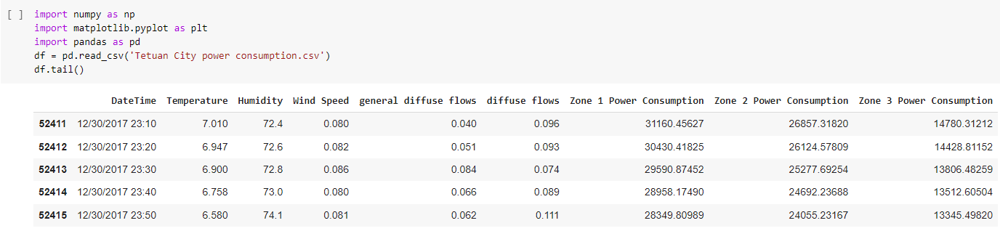 [ ] import numpy as np
import matplotlib.pyplot as plt
import pandas as pd
df = pd.read_csv('Tetuan City power consumption.csv')
df.tail()
DateTime Temperature Humidity Wind Speed general diffuse flows diffuse flows Zone 1 Power Consumption Zone 2 Power Consumption Zone 3 Power Consumption
52411 12/30/2017 23:10 7.010 72.4 0.080 0.040 0.096 31160.45627 26857.31820 14780.31212
52412 12/30/2017 23:20 6.947 72.6 0.082 0.051 0.093 30430.41825 26124.57809 14428.81152
52413 12/30/2017 23:30 6.900 72.8 0.086 0.084 0.074 29590.87452 25277.69254 13806.48259
52414 12/30/2017 23:40 6.758 73.0 0.080 0.066 0.089 28958.17490 24692.23688 13512.60504
52415 12/30/2017 23:50 6.580 74.1 0.081 0.062 0.111 28349.80989 24055.23167 13345.49820